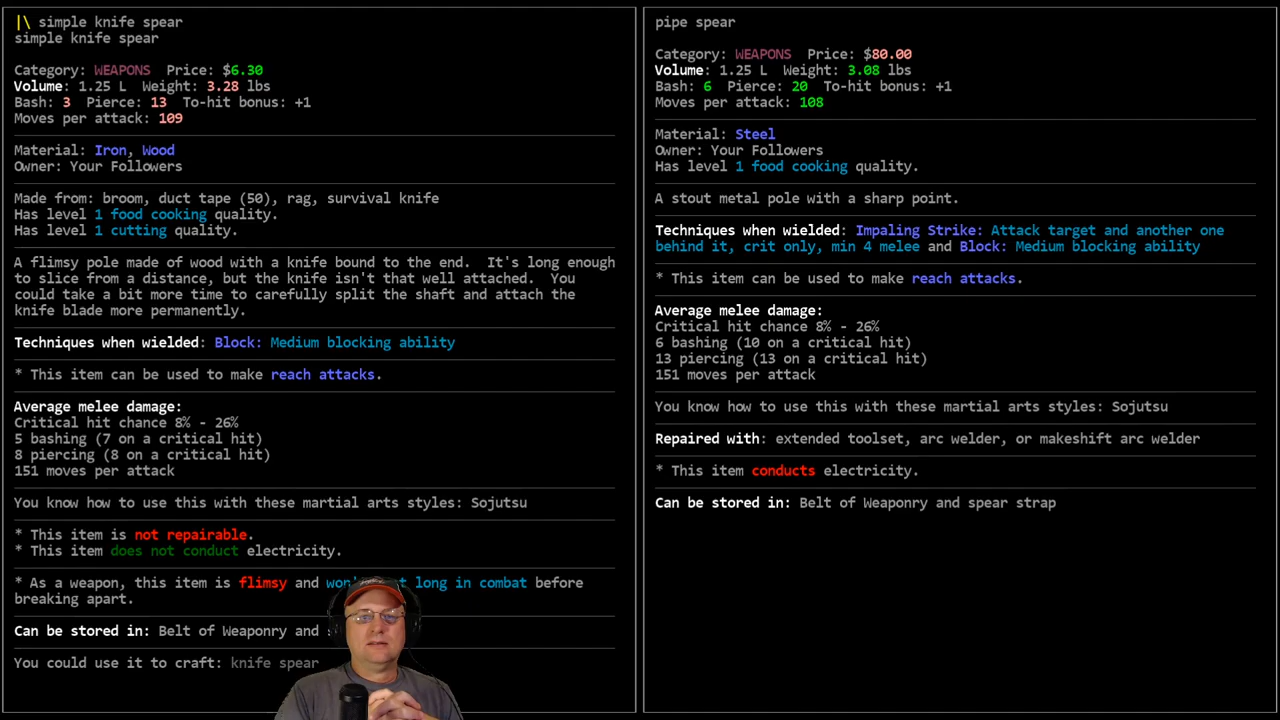 |\ simple knife spear
simple knife spear
Category: WEAPONS Price: $6.30
Volume: 1.25 L Weight: 3.28 lbs
Bash: 3 Pierce: 13 To-hit bonus: +1
Moves per attack: 109
Material: Iron, Wood
Owner: Your Followers
Made from: broom, duct tape (50), rag, survival knife
Has level 1 food cooking quality.
Has level 1 cutting quality.
A flimsy pole made of wood with a knife bound to the end. It's long enough
to slice from a distance, but the knife isn't that well attached. You
could take a bit more time to carefully split the shaft and attach the
knife blade more permanently.
Techniques when wielded: Block: Medium blocking ability
* This item can be used to make reach attacks.
Average melee damage:
Critical hit chance 8% - 26%
5 bashing (7 on a critical hit)
8 piercing (8 on a critical hit)
151 moves per attack
You know how to use this with these martial arts styles: Sojutsu
* This item is not repairable.
* This item does not conduct electricity.
* As a weapon, this item is flimsy and long in combat before
breaking apart.
Can be stored in: Belt of Weaponry and
You could use it to craft: knife spear
pipe spear
Category: WEAPONS Price: $80.00
Volume: 1.25 L Weight: 3.08 lbs
Bash: 6 Pierce: 20 To-hit bonus: +1
Moves per attack: 108
Material: Steel
Owner: Your Followers
Has level 1 food cooking quality.
A stout metal pole with a sharp point.
Techniques when wielded: Impaling Strike: Attack target and another one
behind it, crit only, min 4 melee and Block: Medium blocking ability
* This item can be used to make reach attacks.
Average melee damage:
Critical hit chance 8% - 26%
6 bashing (10 on a critical hit)
13 piercing (13 on a critical hit)
151 moves per attack
You know how to use this with these martial arts styles: Sojutsu
Repaired with: extended toolset, arc welder, or makeshift arc welder
* This item conducts electricity.
Can be stored in: Belt of Weaponry and spear strap